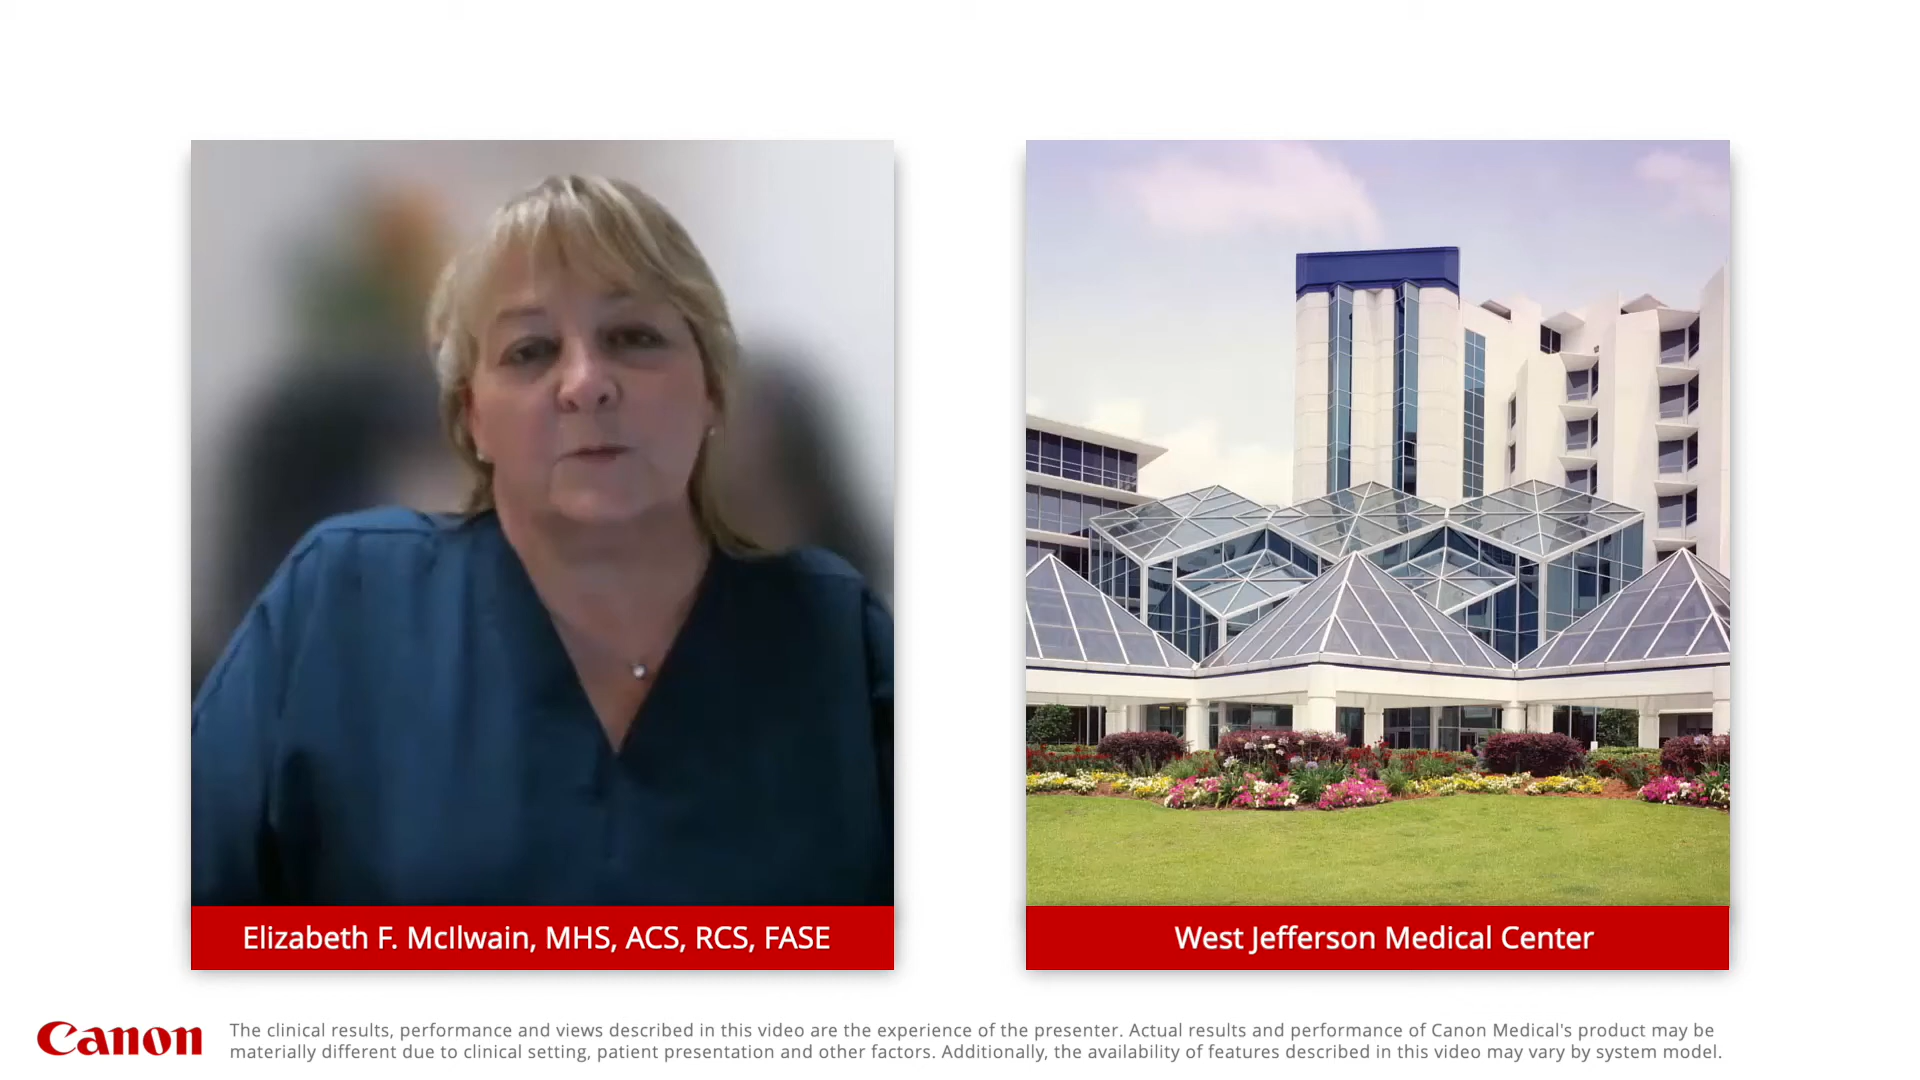 Elizabeth F. McIlwain, MHS, ACS, RCS, FASE
West Jefferson Medical Center
Canon
The clinical results, performance and views described in this video are the experience of the presenter. Actual results and performance of Canon Medical's product may be
materially different due to clinical setting, patient presentation and other factors. Additionally, the availability of features described in this video may vary by system model.